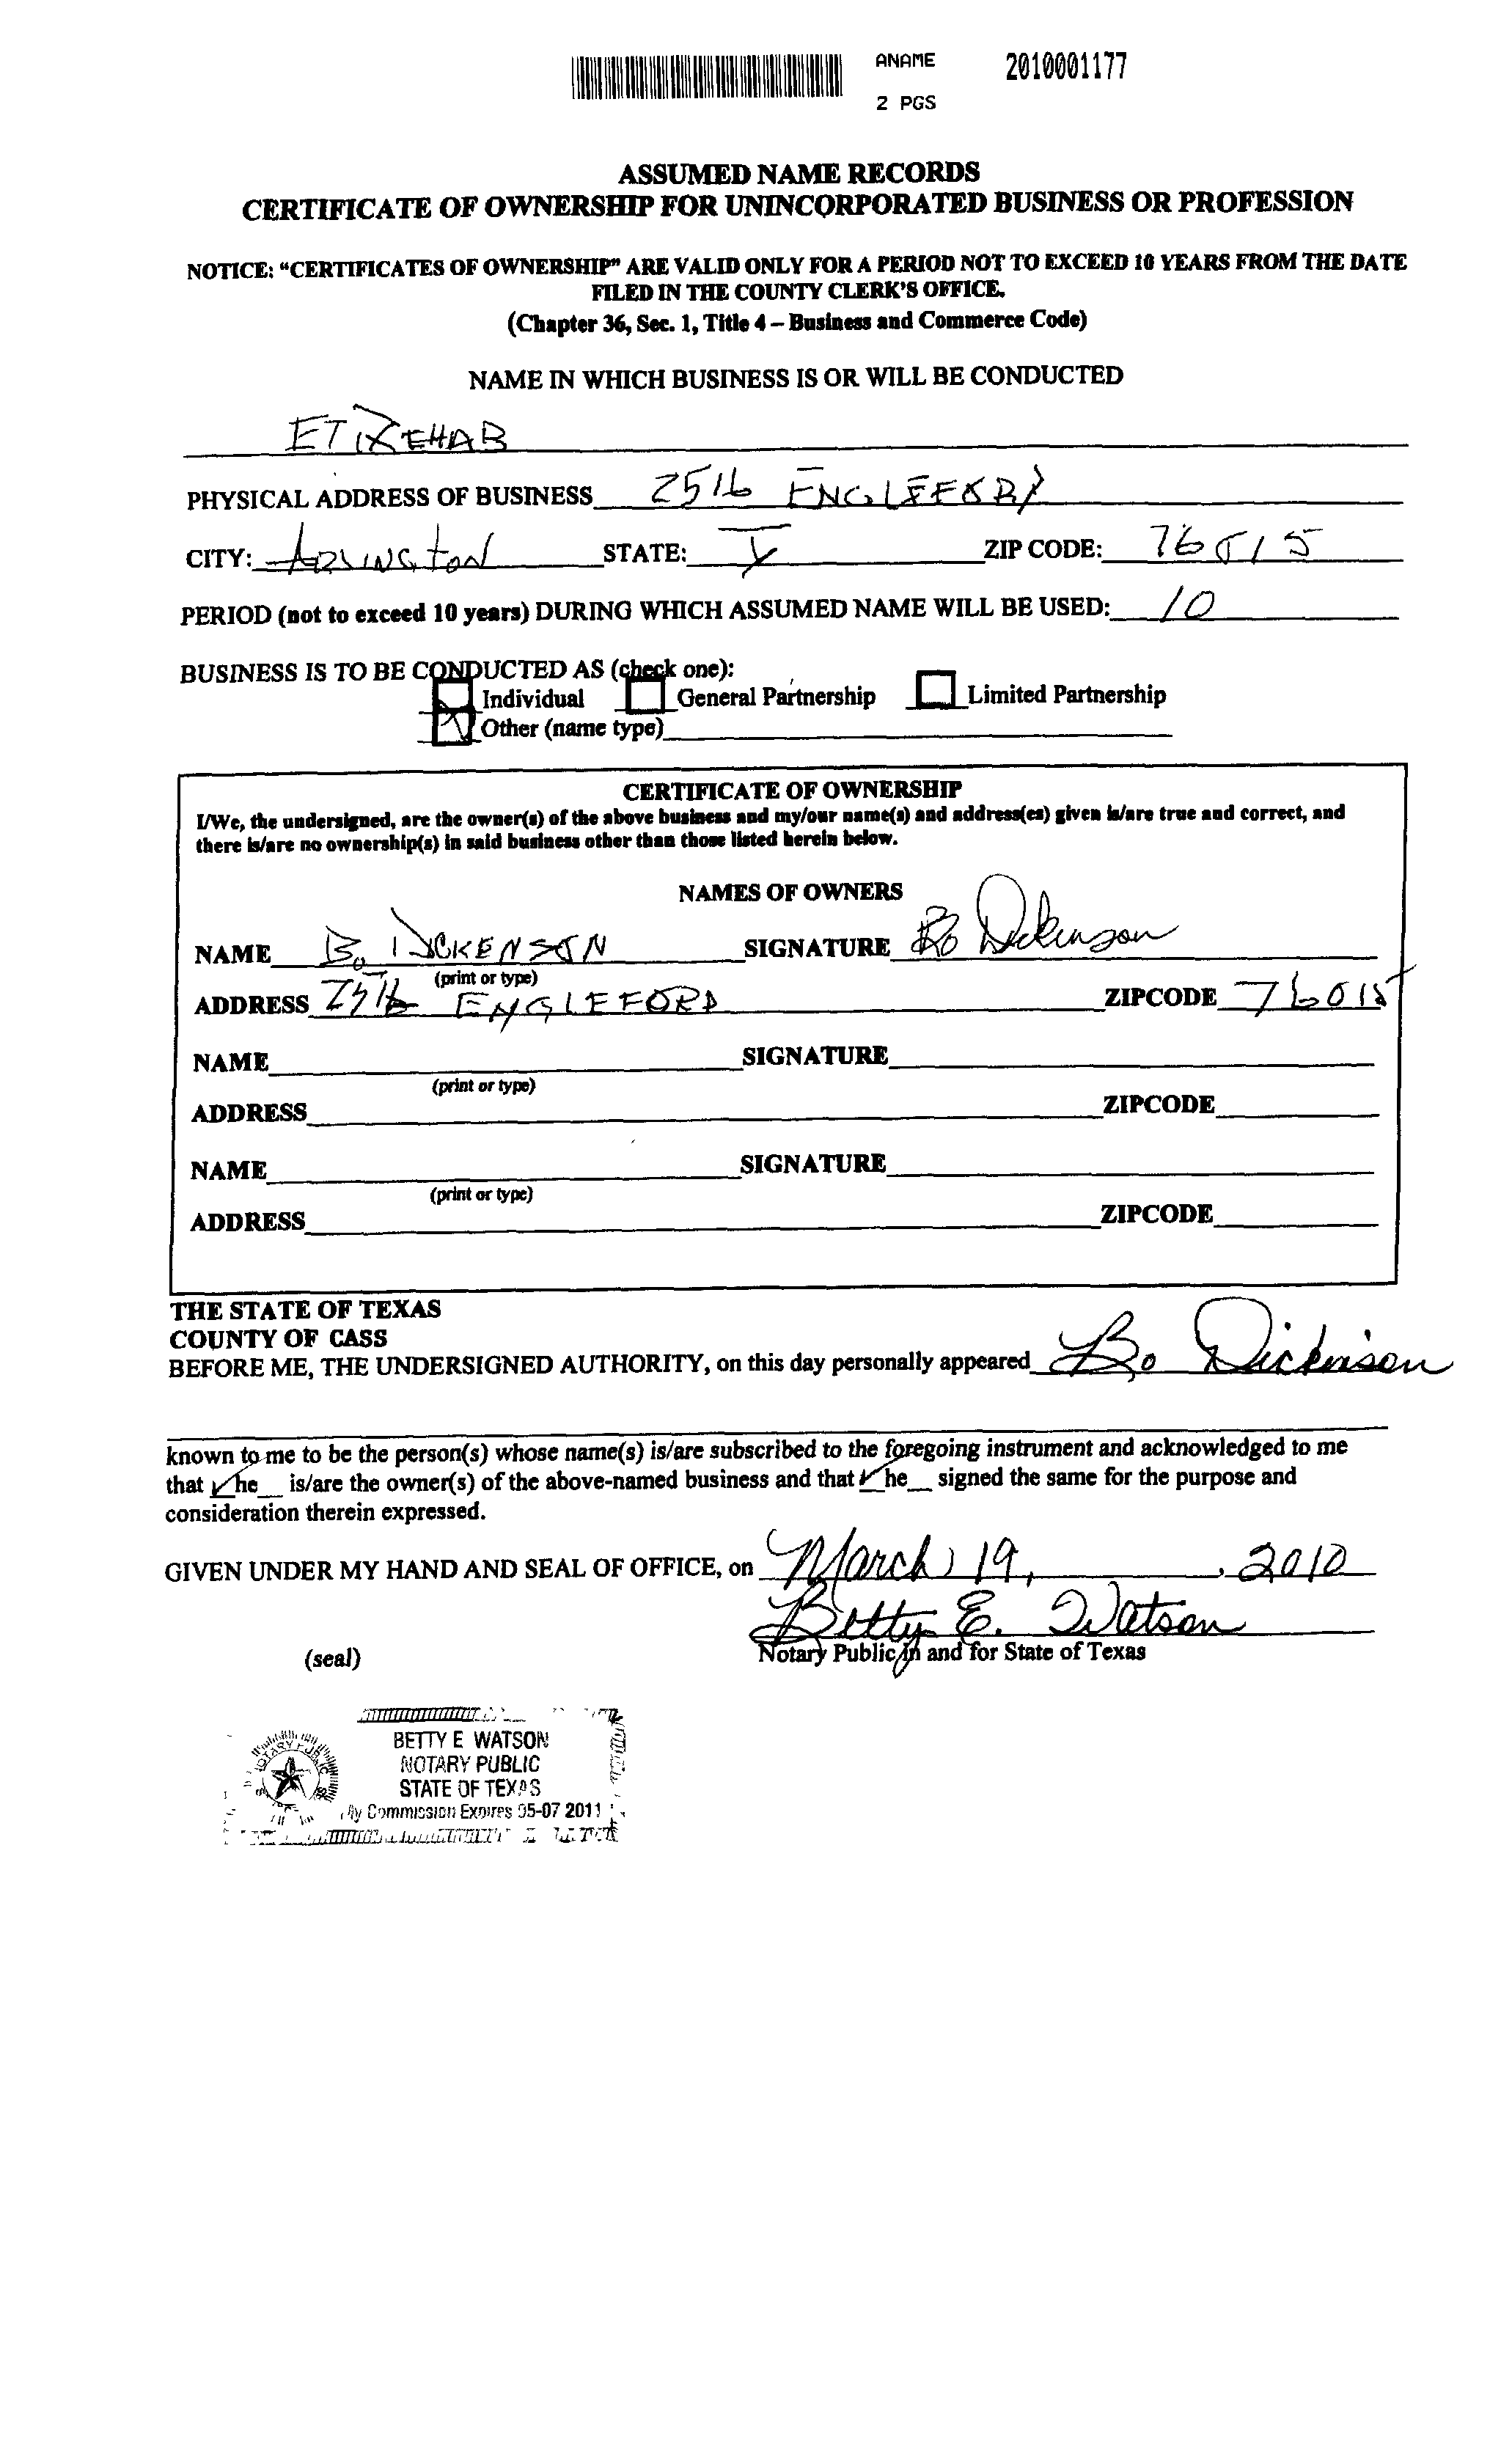 ANAME 2010001177
2 PGS
ASSUMED NAME RECORDS
CERTIFICATE OF OWNERSHIP FOR UNINCORPORATED BUSINESS OR PROFESSION
NOTICE: “CERTIFICATES OF OWNERSHIP” ARE VALID ONLY FOR A PERIOD NOT TO EXCEED 10 YEARS FROM THE DATE
FILED IN THE COUNTY CLERK'S OFFICE.
(Chapter 36, Sec. 1, Title 4 – Business and Commerce Code)
NAME IN WHICH BUSINESS IS OR WILL BE CONDUCTED
ETIREHAB
PHYSICAL ADDRESS OF BUSINESS 2516 ENGLEFORD
CITY: ARLINGTON STATE: TX ZIP CODE: 76015
PERIOD (not to exceed 10 years) DURING WHICH ASSUMED NAME WILL BE USED: 10
BUSINESS IS TO BE CONDUCTED AS (check one):
Individual General Partnership Limited Partnership
Other (name type)
CERTIFICATE OF OWNERSHIP
I/We, the undersigned, are the owner(s) of the above business and my/our name(s) and address(es) given is/are true and correct, and
there is/are no ownership(s) in said business other than those listed herein below.
NAMES OF OWNERS
NAME Bo DICKENSON SIGNATURE Bo Dickenson
(print or type)
ADDRESS 2516 ENGLEFORD ZIPCODE 76015
NAME SIGNATURE
(print or type)
ADDRESS ZIPCODE
NAME SIGNATURE
(print or type)
ADDRESS ZIPCODE
THE STATE OF TEXAS
COUNTY OF CASS
BEFORE ME, THE UNDERSIGNED AUTHORITY, on this day personally appeared Bo Dickinson
known to me to be the person(s) whose name(s) is/are subscribed to the foregoing instrument and acknowledged to me
that he is/are the owner(s) of the above-named business and that he signed the same for the purpose and
consideration therein expressed.
GIVEN UNDER MY HAND AND SEAL OF OFFICE, on March 19, , 2010
Betty E. Watson
(seal) Notary Public in and for State of Texas
BETTY E WATSON
NOTARY PUBLIC
STATE OF TEXAS
My Commission Expires 05-07 2011